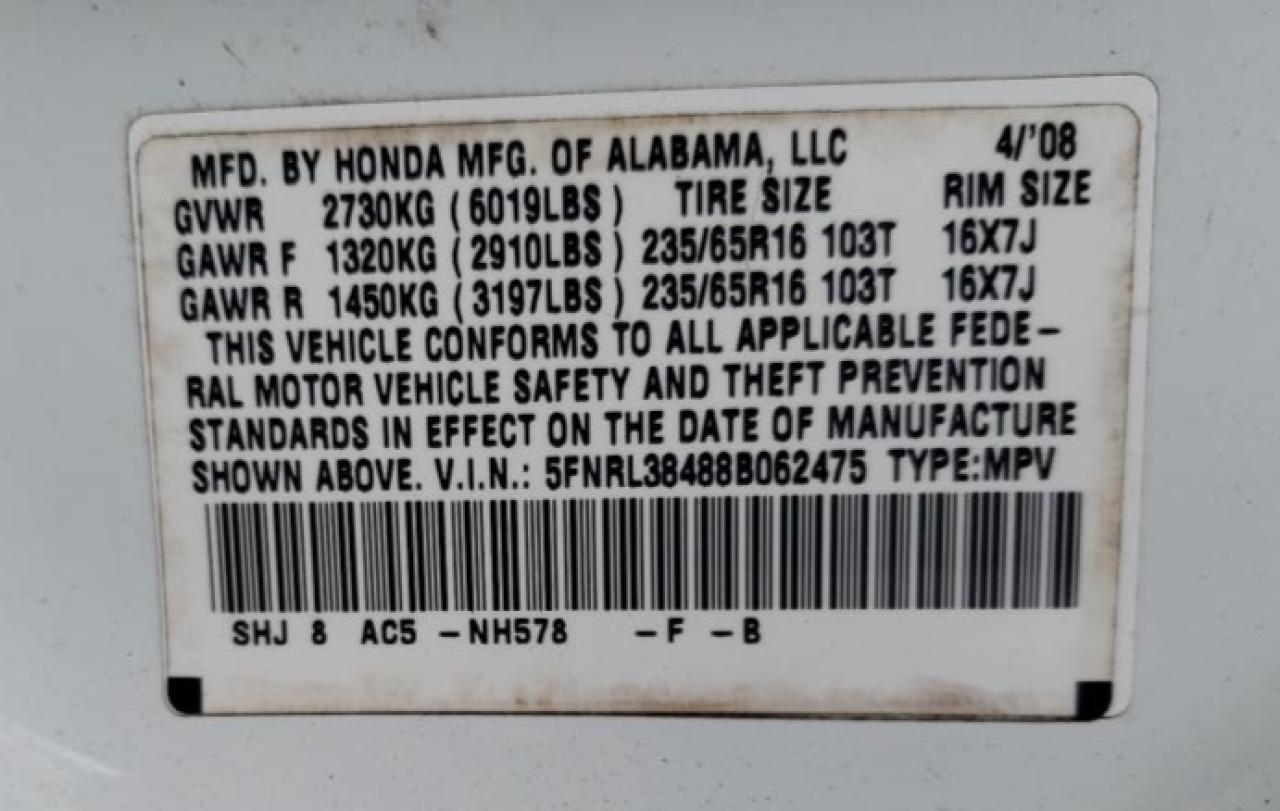 MFD. BY HONDA MFG. OF ALABAMA, LLC 4/'08
GVWR 2730KG (6019LBS) TIRE SIZE RIM SIZE
GAWR F 1320KG (2910LBS) 235/65R16 103T 16X7J
GAWR R 1450KG (3197LBS) 235/65R16 103T 16X7J
THIS VEHICLE CONFORMS TO ALL APPLICABLE FEDE-
RAL MOTOR VEHICLE SAFETY AND THEFT PREVENTION
STANDARDS IN EFFECT ON THE DATE OF MANUFACTURE
SHOWN ABOVE. V.I.N.: 5FNRL38488B062475 TYPE:MPV
SHJ 8 AC5 -NH578 -F -B